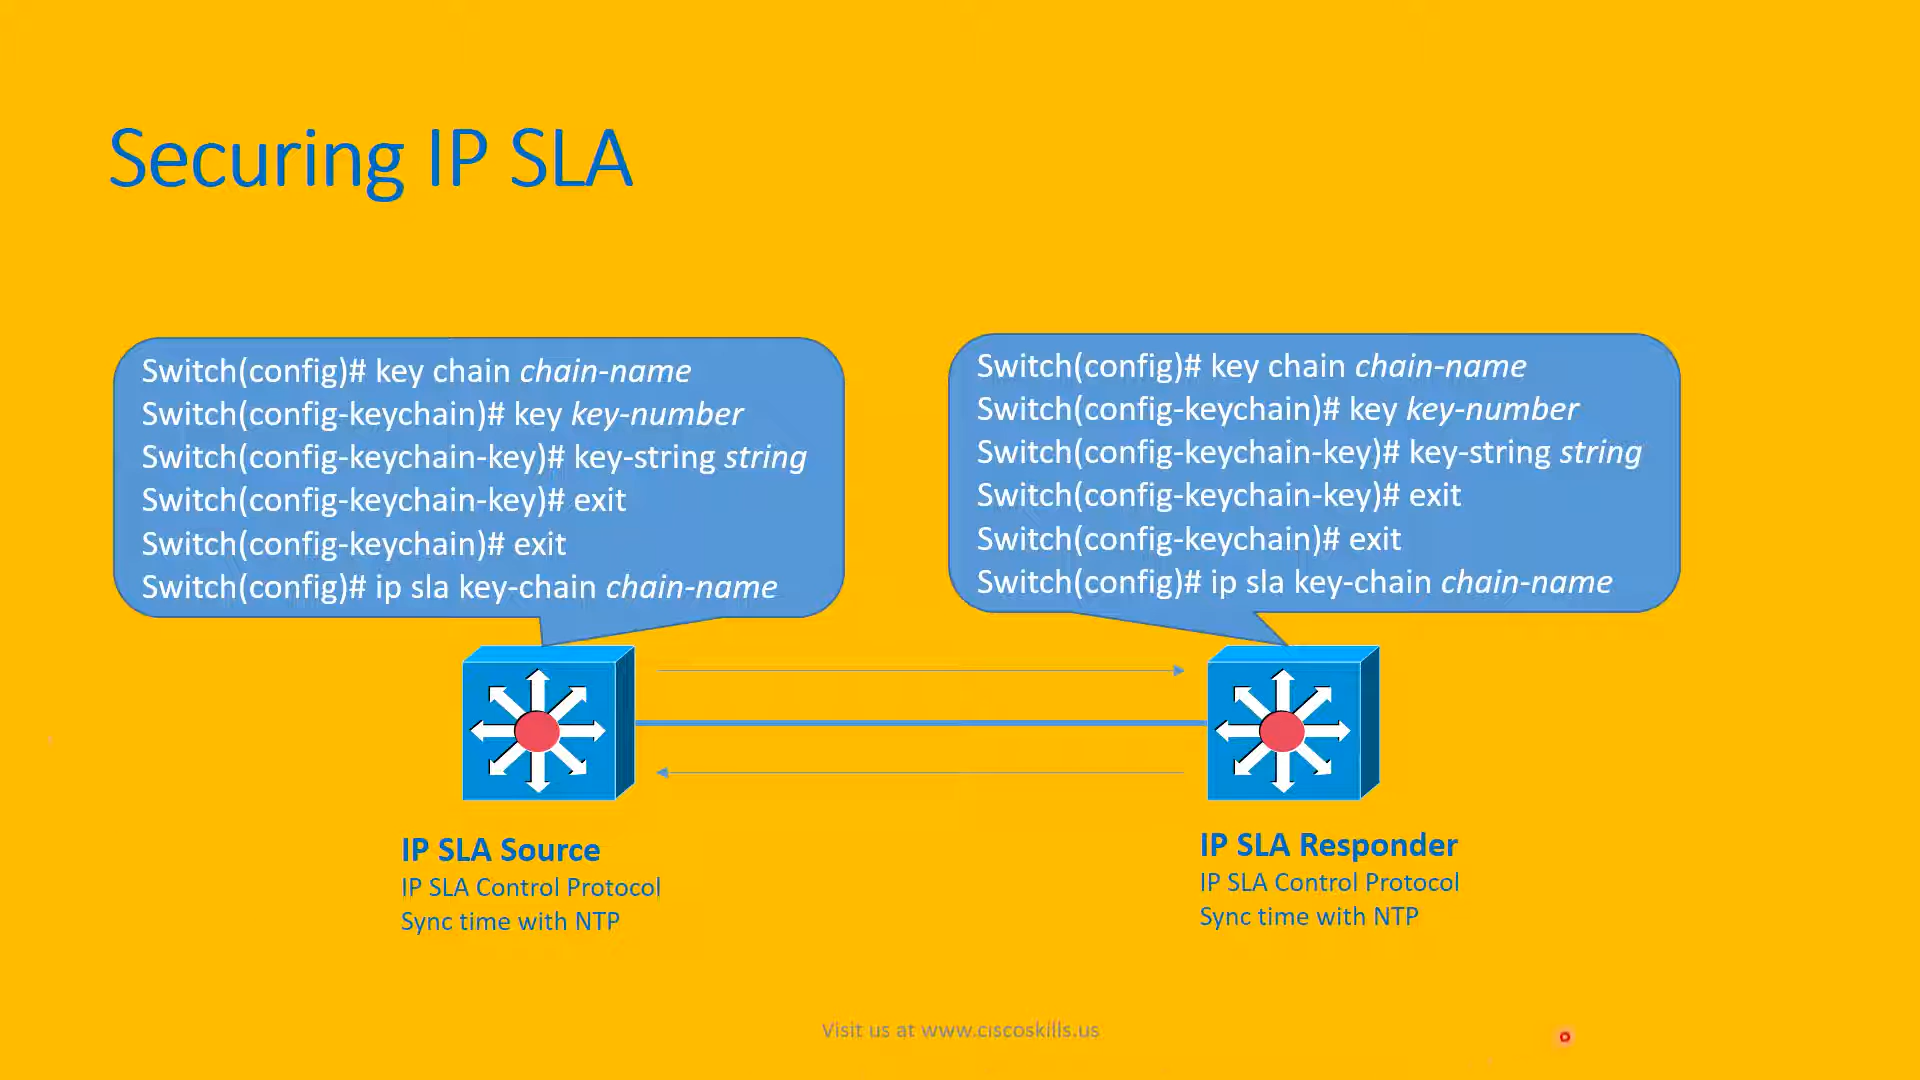 Securing IP SLA
Switch(config)# key chain chain-name
Switch(config-keychain)# key key-number
Switch(config-keychain-key)# key-string string
Switch(config-keychain-key)# exit
Switch(config-keychain)# exit
Switch(config)# ip sla key-chain chain-name
Switch(config)# key chain chain-name
Switch(config-keychain)# key key-number
Switch(config-keychain-key)# key-string string
Switch(config-keychain-key)# exit
Switch(config-keychain)# exit
Switch(config)# ip sla key-chain chain-name
IP SLA Source
IP SLA Control Protocol
Sync time with NTP
IP SLA Responder
IP SLA Control Protocol
Sync time with NTP
Visit us at www.ciscoskills.us